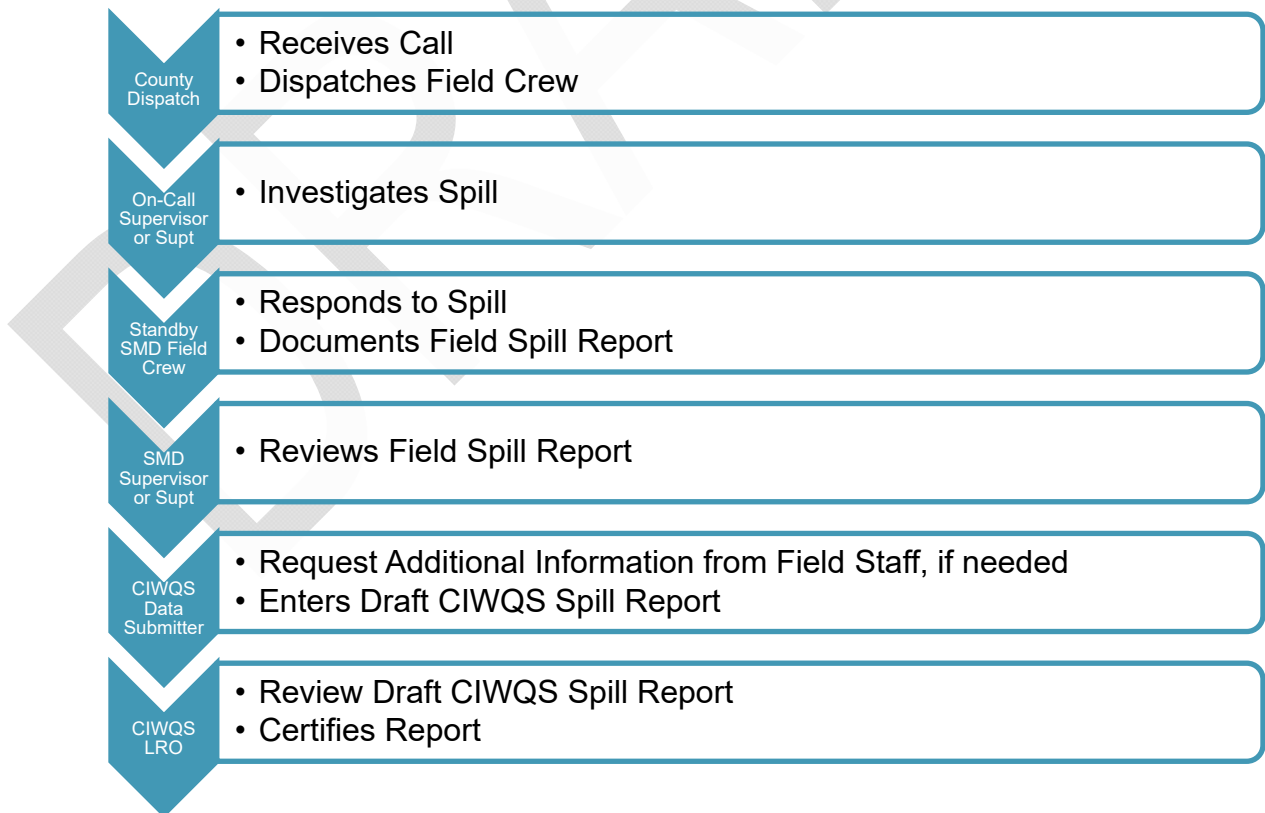 County
Dispatch
• Receives Call
• Dispatches Field Crew
On-Call
Supervisor
or Supt
• Investigates Spill
Standby
SMD Field
Crew
• Responds to Spill
• Documents Field Spill Report
SMD
Supervisor
or Supt
• Reviews Field Spill Report
CIWQS
Data
Submitter
• Request Additional Information from Field Staff, if needed
• Enters Draft CIWQS Spill Report
CIWQS
LRO
• Review Draft CIWQS Spill Report
• Certifies Report